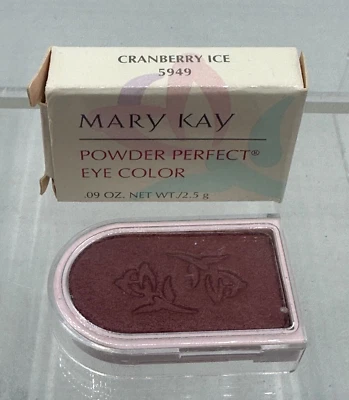 CRANBERRY ICE
5949
MARY KAY
POWDER PERFECT®
EYE COLOR
.09 OZ. NET WT./2.5 g